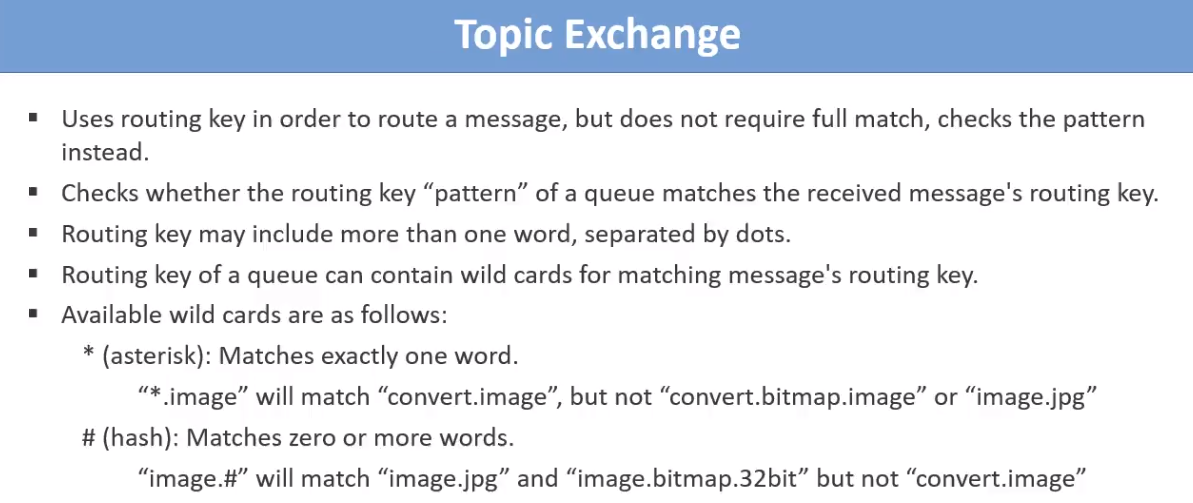 Topic Exchange
▪ Uses routing key in order to route a message, but does not require full match, checks the pattern
instead.
▪ Checks whether the routing key “pattern” of a queue matches the received message's routing key.
▪ Routing key may include more than one word, separated by dots.
▪ Routing key of a queue can contain wild cards for matching message's routing key.
▪ Available wild cards are as follows:
* (asterisk): Matches exactly one word.
“*.image” will match “convert.image”, but not “convert.bitmap.image” or “image.jpg”
# (hash): Matches zero or more words.
“image.#” will match “image.jpg” and “image.bitmap.32bit” but not “convert.image”